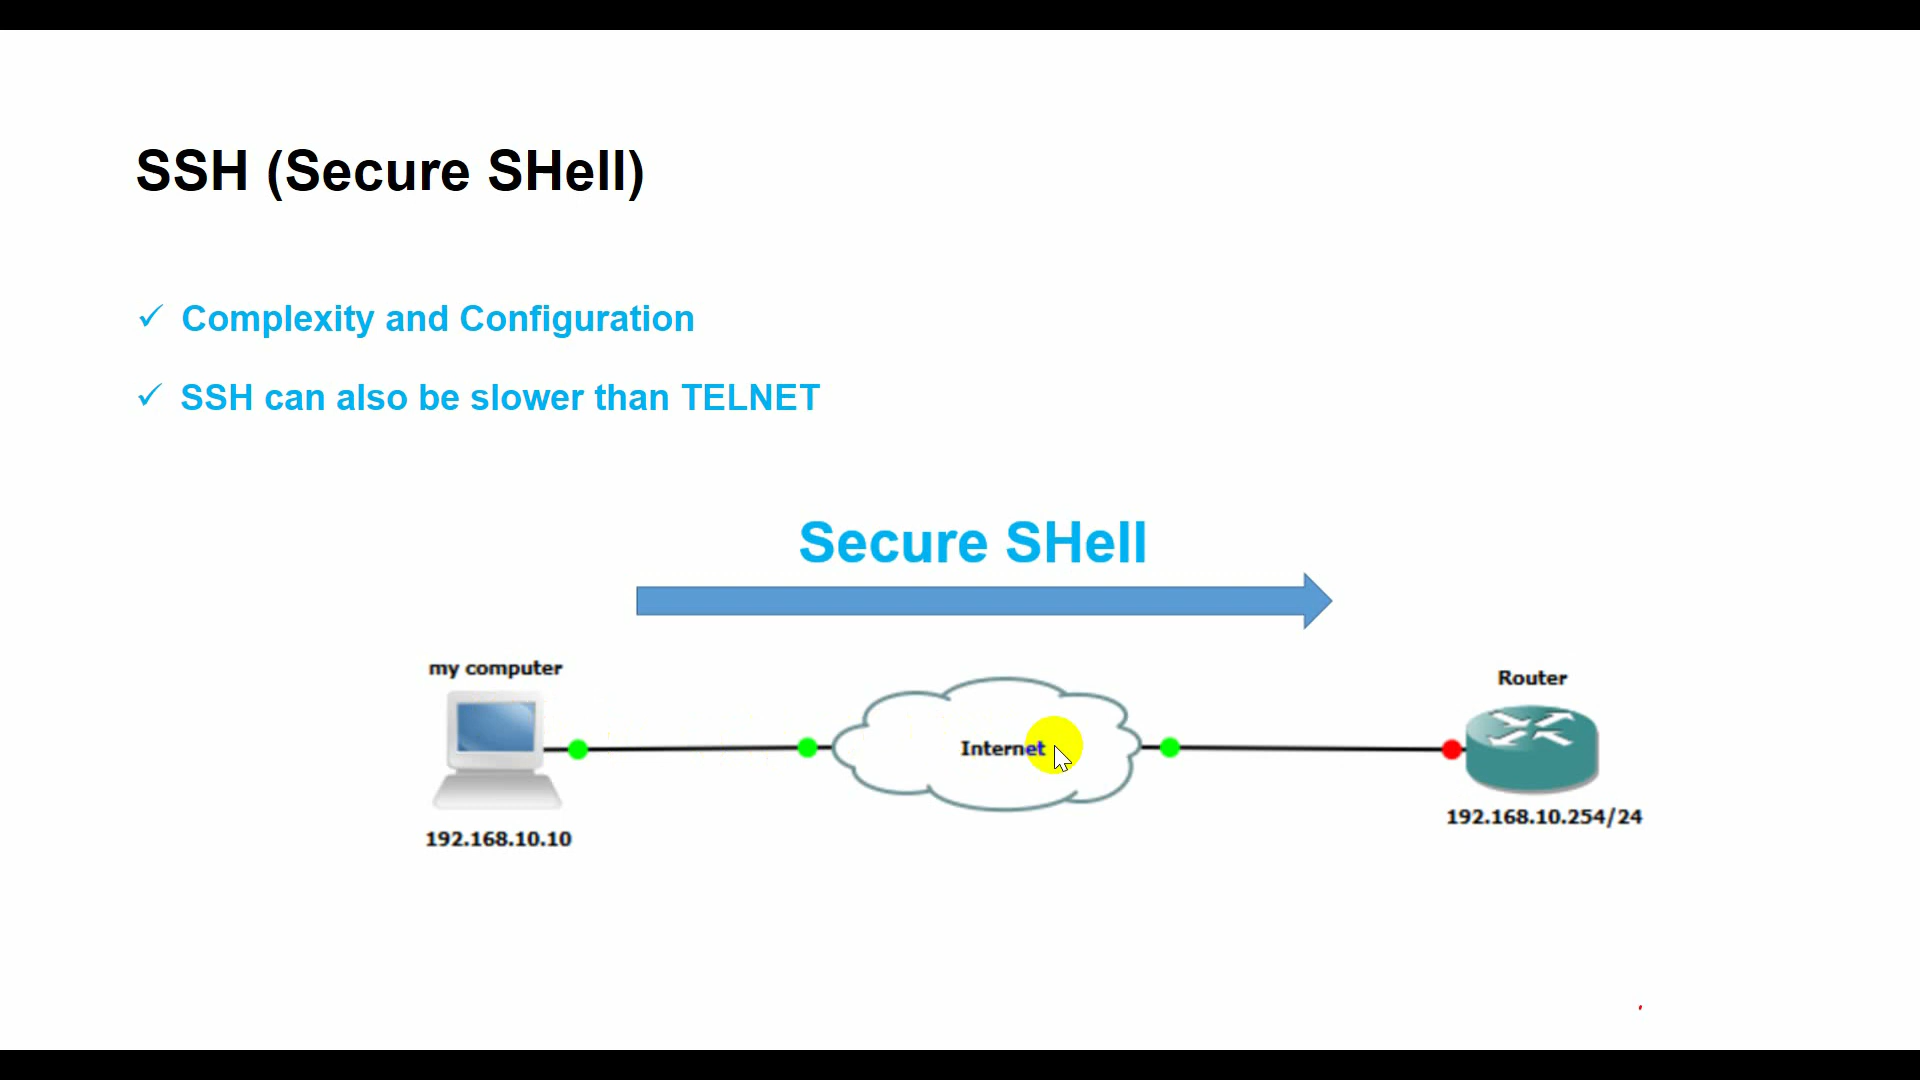 SSH (Secure SHell)
✓ Complexity and Configuration
✓ SSH can also be slower than TELNET
Secure SHell
my computer
Router
Internet
192.168.10.254/24
192.168.10.10